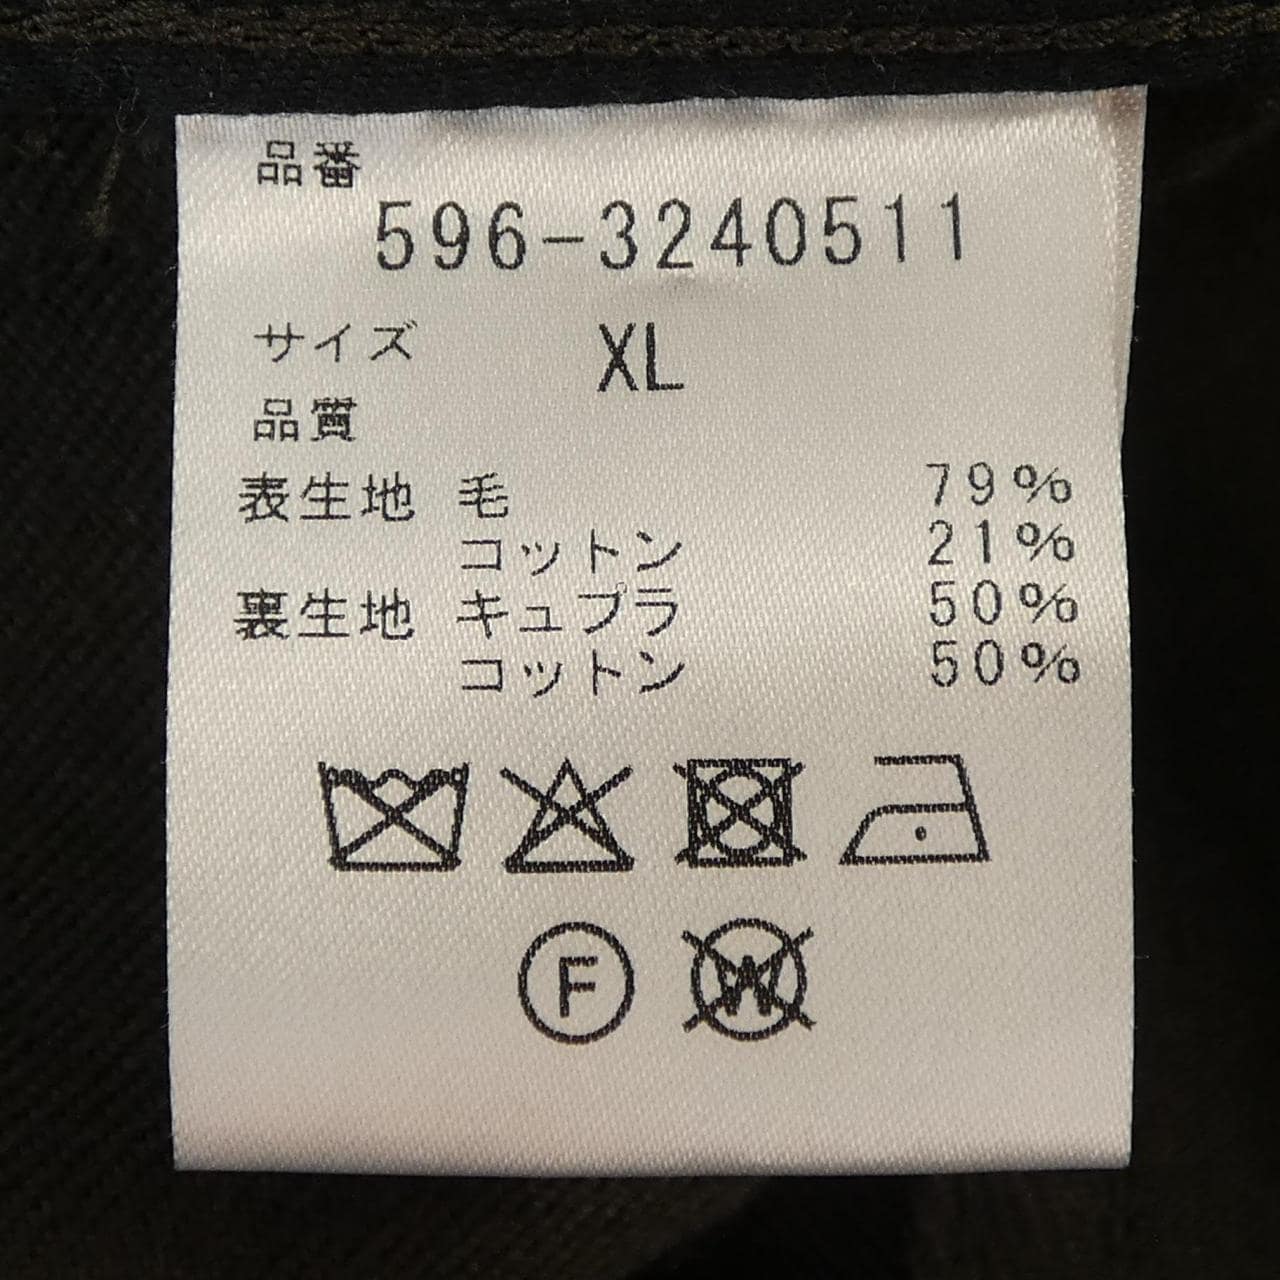 品番
596-3240511
サイズ XL
品質
表生地 毛 79%
コットン 21%
裏生地 キュプラ 50%
コットン 50%
F W